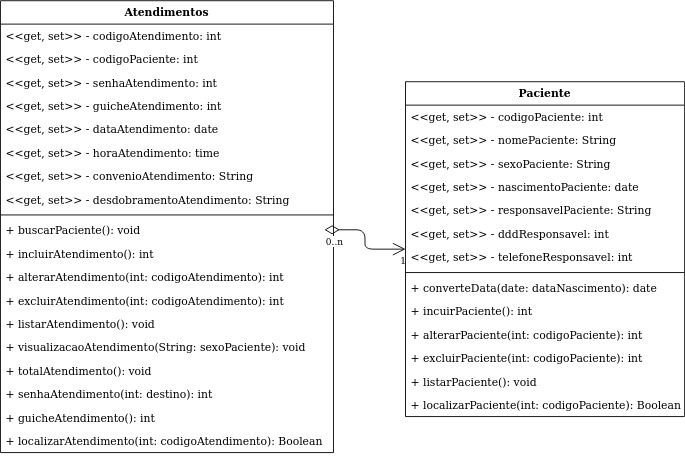 Atendimentos
<<get, set>> - codigoAtendimento: int
<<get, set>> - codigoPaciente: int
<<get, set>> - senhaAtendimento: int
<<get, set>> - guicheAtendimento: int
<<get, set>> - dataAtendimento: date
<<get, set>> - horaAtendimento: time
<<get, set>> - convenioAtendimento: String
<<get, set>> - desdobramentoAtendimento: String
+ buscarPaciente(): void
+ incluirAtendimento(): int
+ alterarAtendimento(int: codigoAtendimento): int
+ excluirAtendimento(int: codigoAtendimento): int
+ listarAtendimento(): void
+ visualizacaoAtendimento(String: sexoPaciente): void
+ totalAtendimento(): void
+ senhaAtendimento(int: destino): int
+ guicheAtendimento(): int
+ localizarAtendimento(int: codigoAtendimento): Boolean
0..n
1
Paciente
<<get, set>> - codigoPaciente: int
<<get, set>> - nomePaciente: String
<<get, set>> - sexoPaciente: String
<<get, set>> - nascimentoPaciente: date
<<get, set>> - responsavelPaciente: String
<<get, set>> - dddResponsavel: int
<<get, set>> - telefoneResponsavel: int
+ converteData(date: dataNascimento): date
+ incuirPaciente(): int
+ alterarPaciente(int: codigoPaciente): int
+ excluirPaciente(int: codigoPaciente): int
+ listarPaciente(): void
+ localizarPaciente(int: codigoPaciente): Boolean